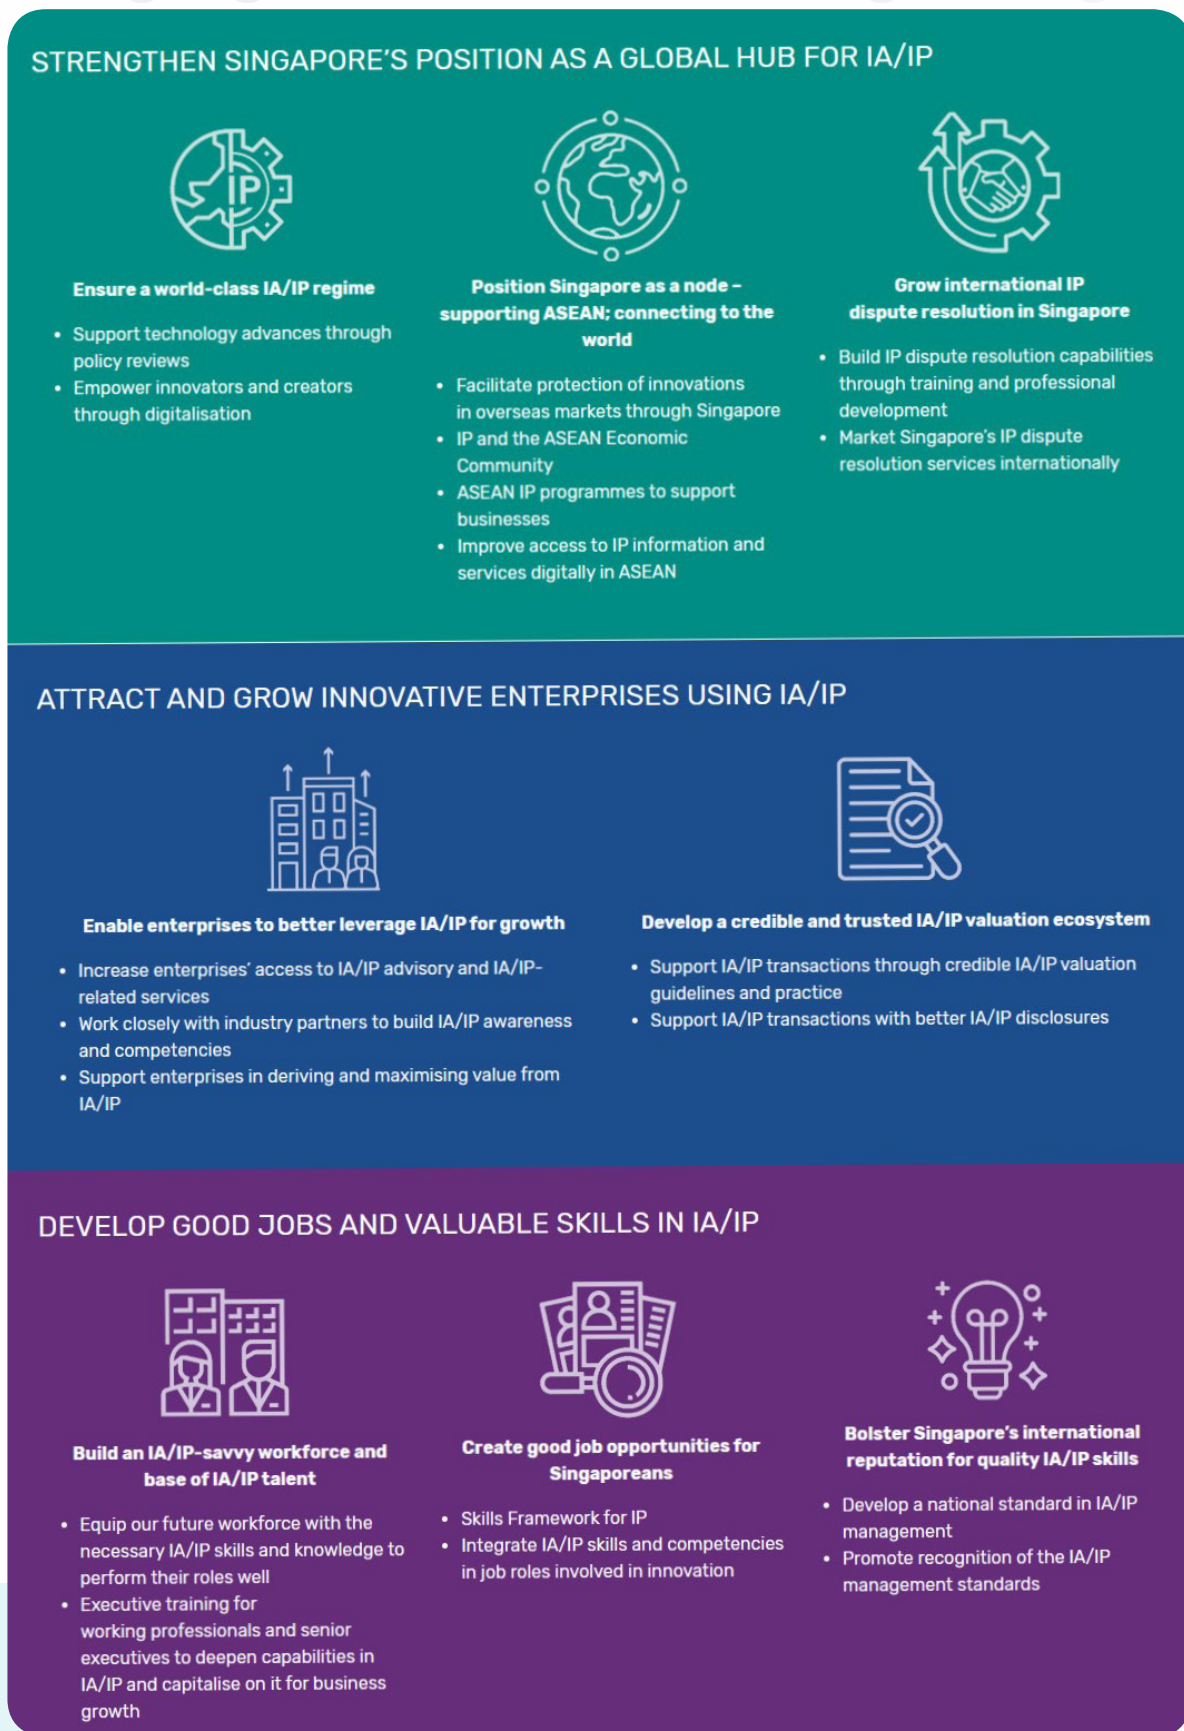 STRENGTHEN SINGAPORE'S POSITION AS A GLOBAL HUB FOR IA/IP
IP
Ensure a world-class IA/IP regime
• Support technology advances through
policy reviews
• Empower innovators and creators
through digitalisation
Position Singapore as a node –
supporting ASEAN; connecting to the
world
• Facilitate protection of innovations
in overseas markets through Singapore
• IP and the ASEAN Economic
Community
• ASEAN IP programmes to support
businesses
• Improve access to IP information and
services digitally in ASEAN
Grow international IP
dispute resolution in Singapore
• Build IP dispute resolution capabilities
through training and professional
development
• Market Singapore's IP dispute
resolution services internationally
ATTRACT AND GROW INNOVATIVE ENTERPRISES USING IA/IP
Enable enterprises to better leverage IA/IP for growth
• Increase enterprises' access to IA/IP advisory and IA/IP-
related services
• Work closely with industry partners to build IA/IP awareness
and competencies
• Support enterprises in deriving and maximising value from
IA/IP
Develop a credible and trusted IA/IP valuation ecosystem
• Support IA/IP transactions through credible IA/IP valuation
guidelines and practice
• Support IA/IP transactions with better IA/IP disclosures
DEVELOP GOOD JOBS AND VALUABLE SKILLS IN IA/IP
Build an IA/IP-savvy workforce and
base of IA/IP talent
• Equip our future workforce with the
necessary IA/IP skills and knowledge to
perform their roles well
• Executive training for
working professionals and senior
executives to deepen capabilities in
IA/IP and capitalise on it for business
growth
Create good job opportunities for
Singaporeans
• Skills Framework for IP
• Integrate IA/IP skills and competencies
in job roles involved in innovation
Bolster Singapore's international
reputation for quality IA/IP skills
• Develop a national standard in IA/IP
management
• Promote recognition of the IA/IP
management standards